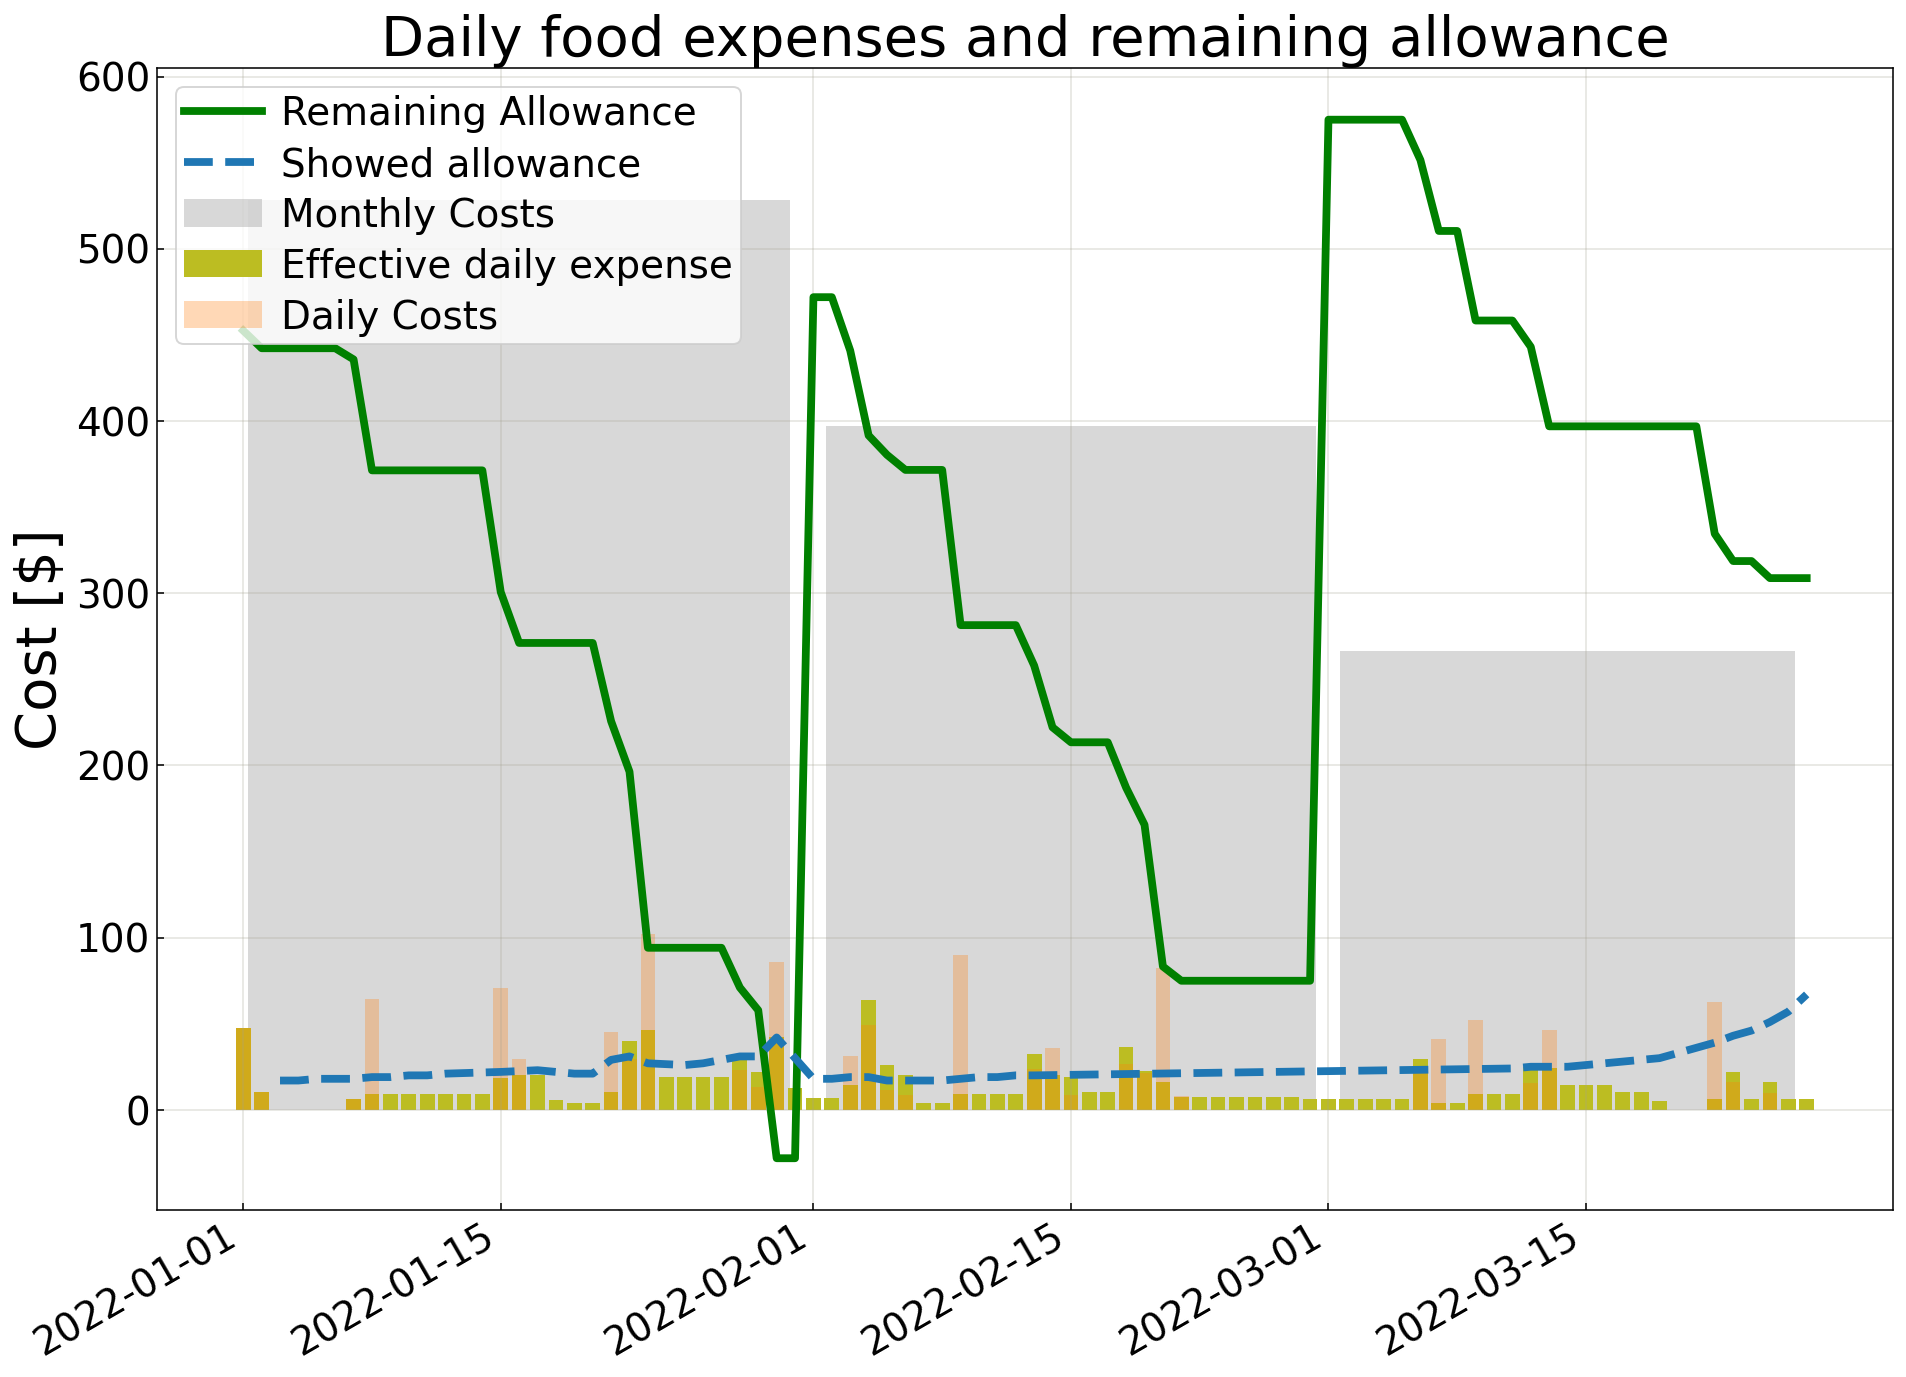 Daily food expenses and remaining allowance
Cost [$]
600
500
400
300
200
100
0
Remaining Allowance
Showed allowance
Monthly Costs
Effective daily expense
Daily Costs
2022-01-01
2022-01-15
2022-02-01
2022-02-15
2022-03-01
2022-03-15